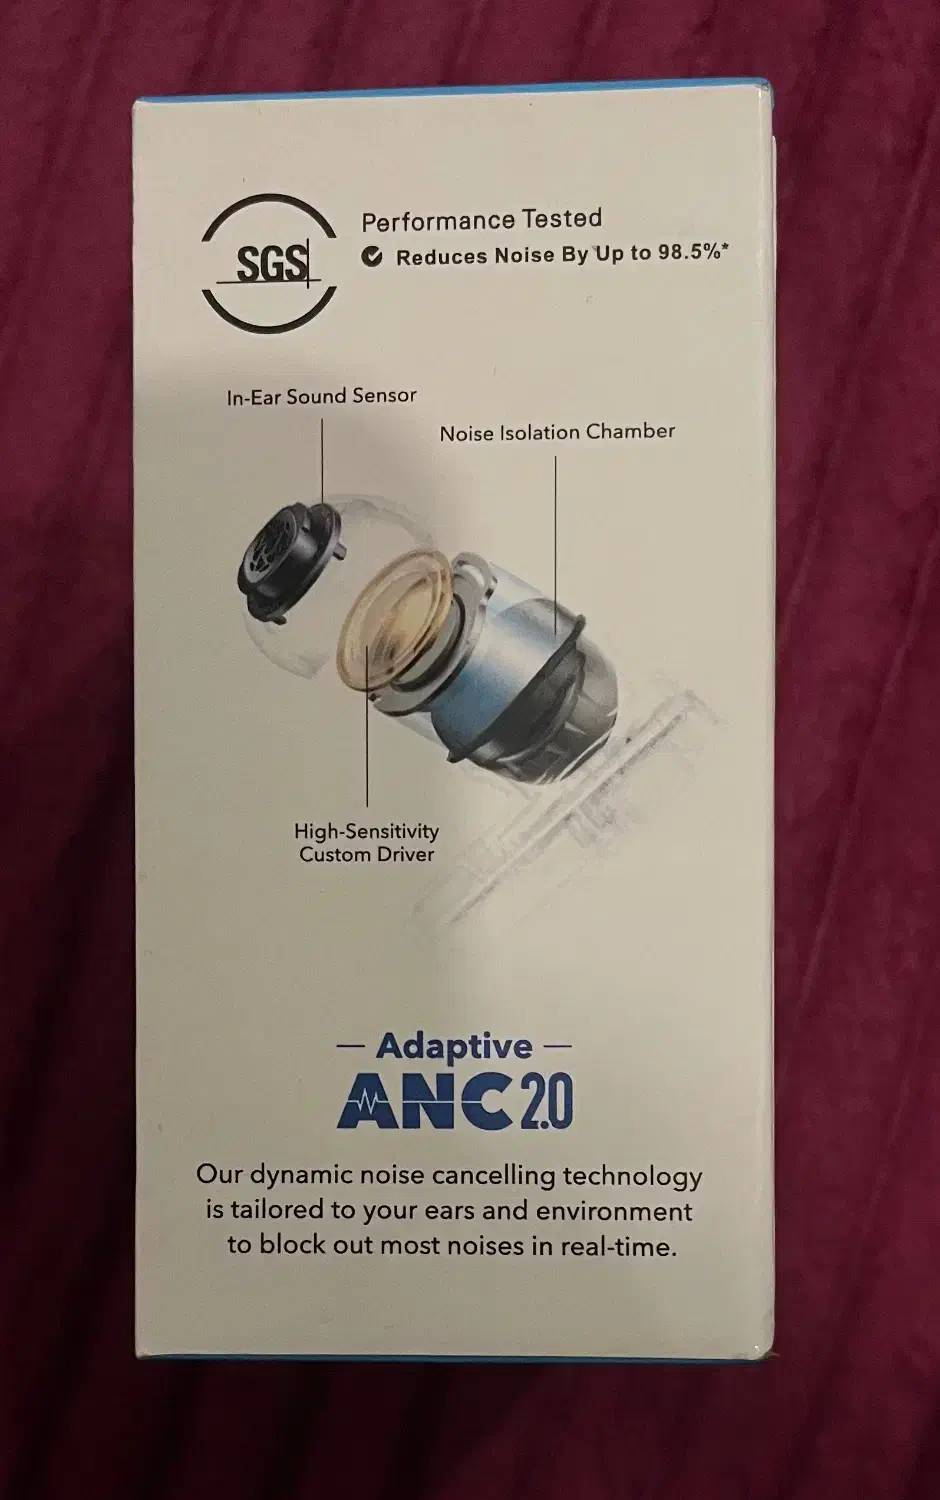 SGS
Performance Tested
Reduces Noise By Up to 98.5%*
In-Ear Sound Sensor
Noise Isolation Chamber
High-Sensitivity
Custom Driver
Adaptive
ANC 2.0
Our dynamic noise cancelling technology
is tailored to your ears and environment
to block out most noises in real-time.